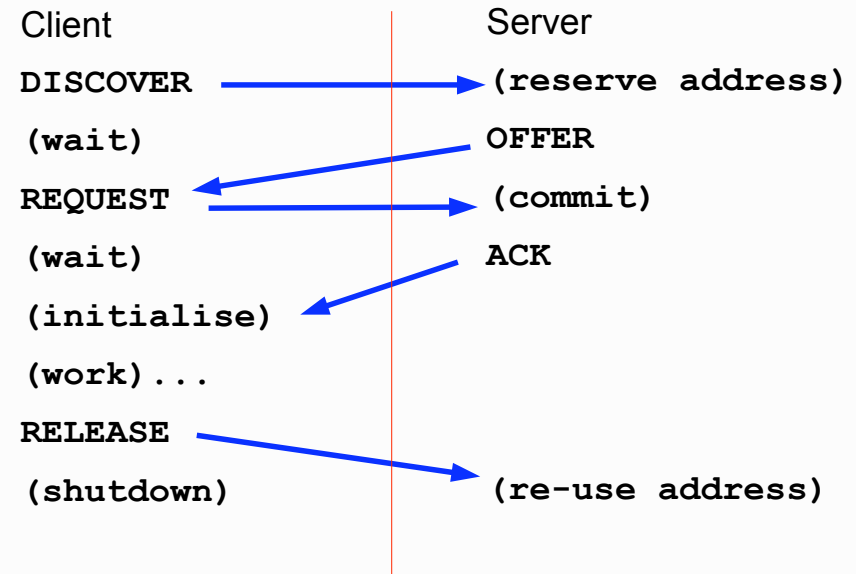 Client
Server
DISCOVER
(reserve address)
(wait)
OFFER
REQUEST
(commit)
(wait)
ACK
(initialise)
(work)...
RELEASE
(shutdown)
(re-use address)